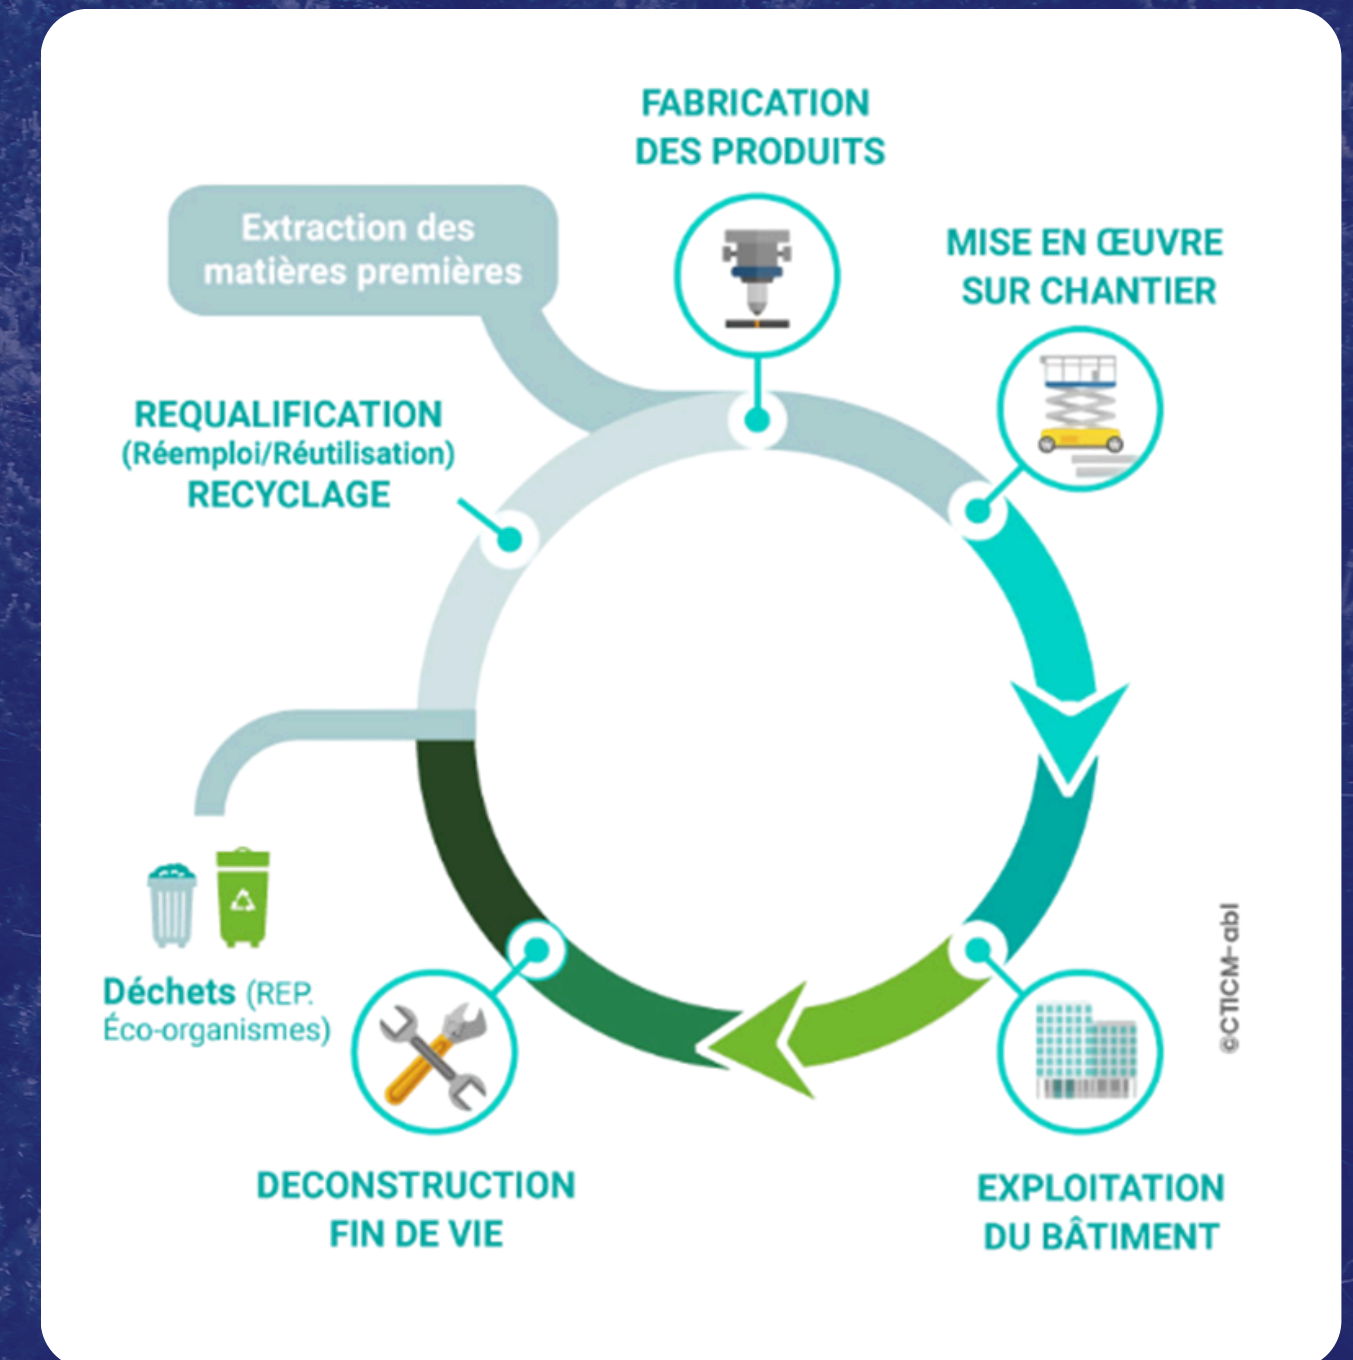 FABRICATION
DES PRODUITS
Extraction des
matières premières
MISE EN ŒUVRE
SUR CHANTIER
REQUALIFICATION
(Réemploi/Réutilisation)
RECYCLAGE
Déchets (REP.
Éco-organismes)
©CTICM-abl
DECONSTRUCTION
FIN DE VIE
EXPLOITATION
DU BÂTIMENT